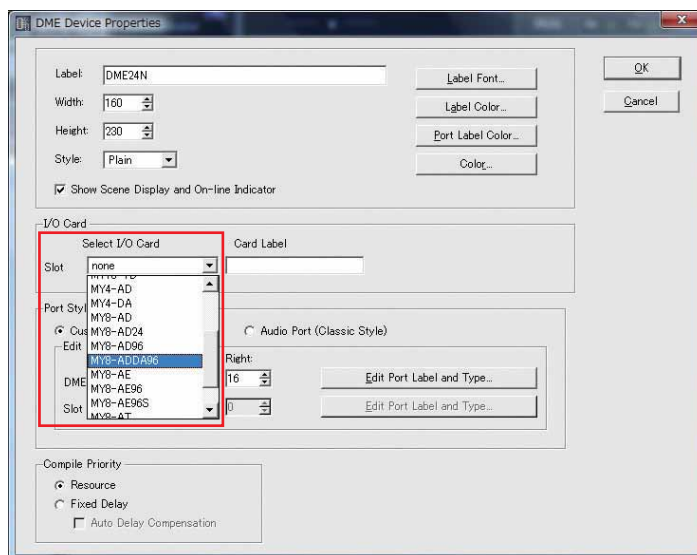 DME Device Properties
Label: DME24N
Label Font...
OK
Width: 160
Label Color...
Cancel
Height: 230
Port Label Color...
Style: Plain
Color...
Show Scene Display and On-line Indicator
I/O Card
Select I/O Card Card Label
Slot none
MY4-AD
MY4-DA
Port Styl
MY8-AD
Cus MY8-AD24 Audio Port (Classic Style)
Edit MY8-AD96
MY8-ADDA96 Right:
DME MY8-AE 16 Edit Port Label and Type...
MY8-AE96
Slot MY8-AE96S 0 Edit Port Label and Type...
MY8-AT
Compile Priority
Resource
Fixed Delay
Auto Delay Compensation